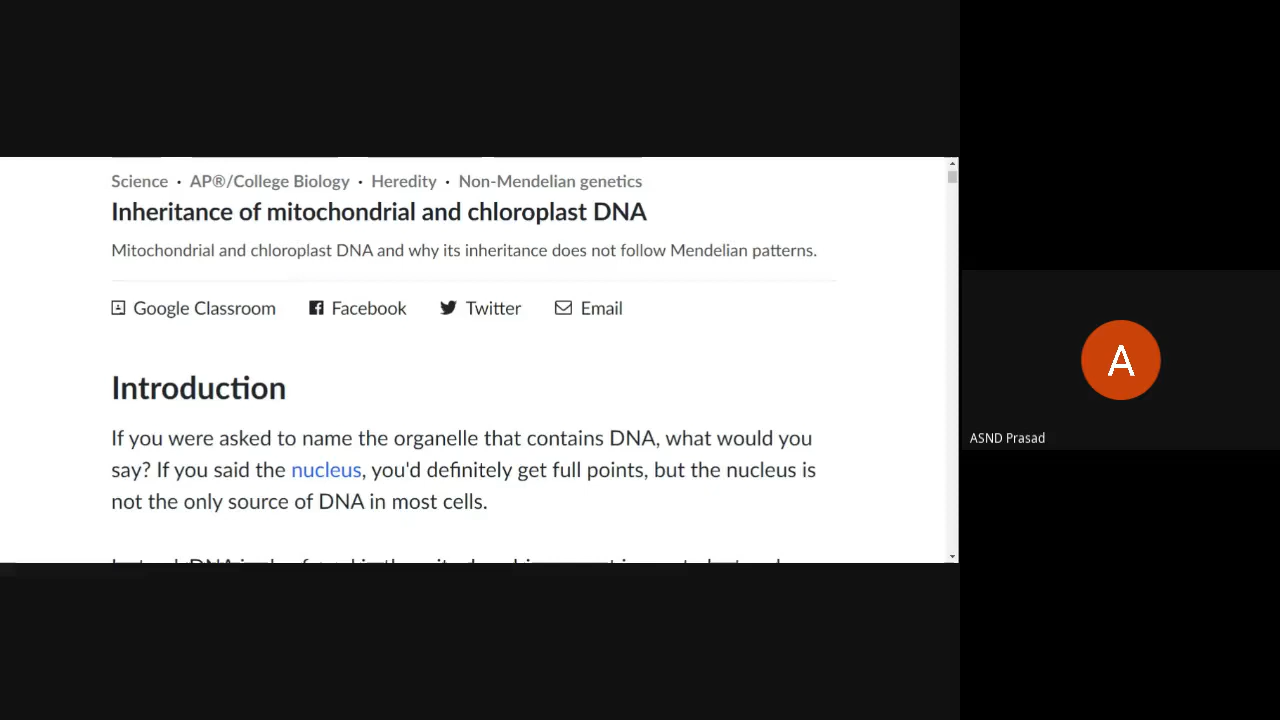 Science · AP®/College Biology · Heredity · Non-Mendelian genetics
Inheritance of mitochondrial and chloroplast DNA
Mitochondrial and chloroplast DNA and why its inheritance does not follow Mendelian patterns.
Google Classroom Facebook Twitter Email
Introduction
If you were asked to name the organelle that contains DNA, what would you
say? If you said the nucleus, you'd definitely get full points, but the nucleus is
not the only source of DNA in most cells.
A
ASND Prasad